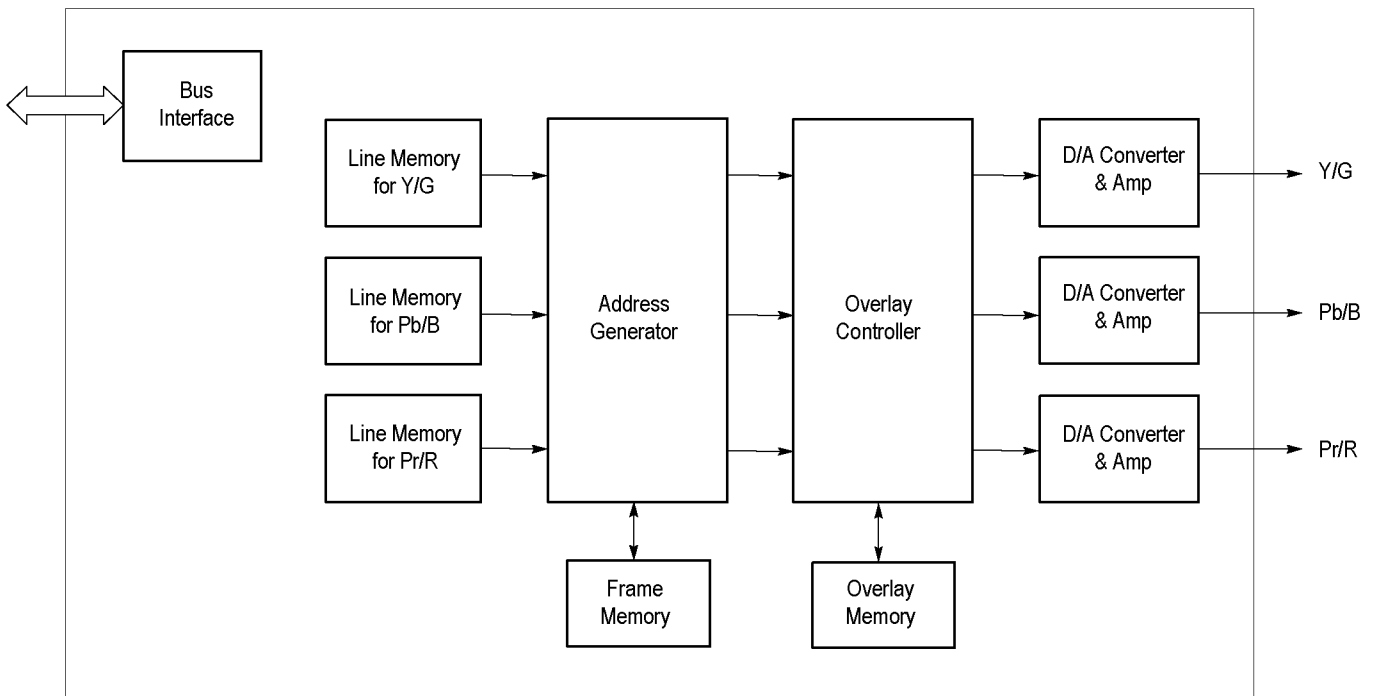 Bus
Interface
Line Memory
for Y/G
Line Memory
for Pb/B
Line Memory
for Pr/R
Address
Generator
Overlay
Controller
D/A Converter
& Amp
D/A Converter
& Amp
D/A Converter
& Amp
Y/G
Pb/B
Pr/R
Frame
Memory
Overlay
Memory